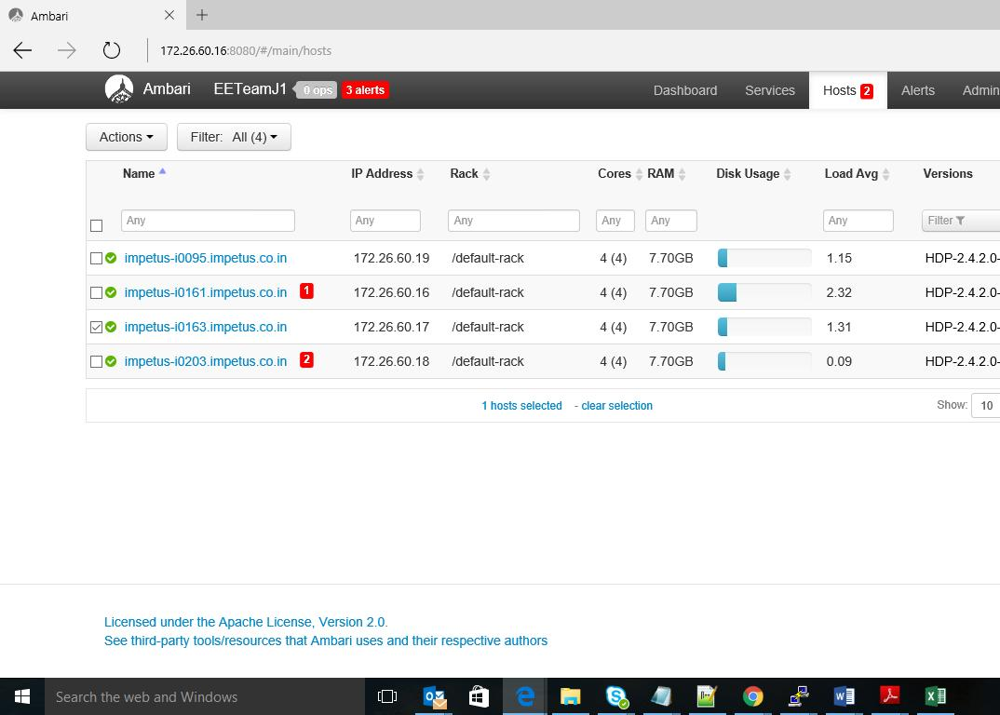 Ambari
172.26.60.16:8080/#/main/hosts
Ambari EETeamJ1 0 ops 3 alerts Dashboard Services Hosts 2 Alerts Admin
Actions Filter: All (4)
Name IP Address Rack Cores RAM Disk Usage Load Avg Versions
Any Any Any Any Any Any Filter
impetus-i0095.impetus.co.in 172.26.60.19 /default-rack 4 (4) 7.70GB 1.15 HDP-2.4.2.0-
impetus-i0161.impetus.co.in 1 172.26.60.16 /default-rack 4 (4) 7.70GB 2.32 HDP-2.4.2.0-
impetus-i0163.impetus.co.in 172.26.60.17 /default-rack 4 (4) 7.70GB 1.31 HDP-2.4.2.0-
impetus-i0203.impetus.co.in 2 172.26.60.18 /default-rack 4 (4) 7.70GB 0.09 HDP-2.4.2.0-
1 hosts selected - clear selection Show: 10
Licensed under the Apache License, Version 2.0.
See third-party tools/resources that Ambari uses and their respective authors
Search the web and Windows